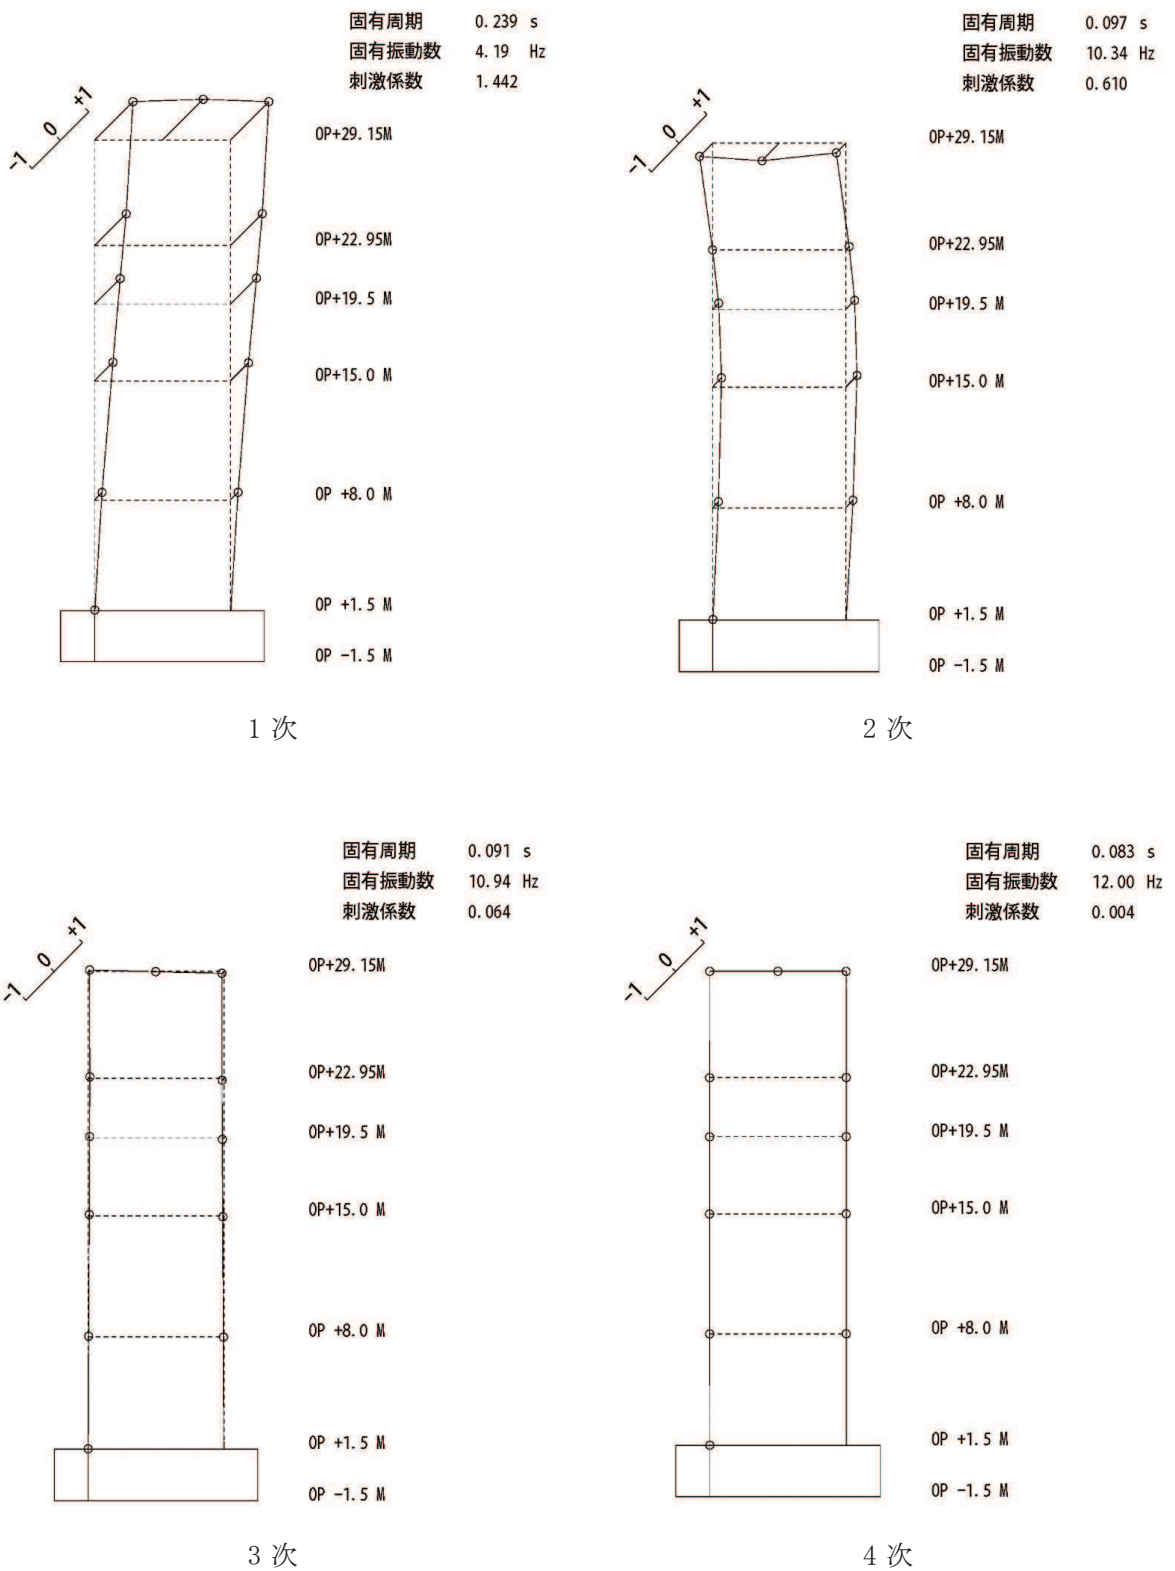 固有周期 0.239 s
固有振動数 4.19 Hz
刺激係数 1.442
+1
0
-1
OP+29.15M
OP+22.95M
OP+19.5 M
OP+15.0 M
OP +8.0 M
OP +1.5 M
OP -1.5 M
1 次
固有周期 0.097 s
固有振動数 10.34 Hz
刺激係数 0.610
+1
0
-1
OP+29.15M
OP+22.95M
OP+19.5 M
OP+15.0 M
OP +8.0 M
OP +1.5 M
OP -1.5 M
2 次
固有周期 0.091 s
固有振動数 10.94 Hz
刺激係数 0.064
+1
0
-1
OP+29.15M
OP+22.95M
OP+19.5 M
OP+15.0 M
OP +8.0 M
OP +1.5 M
OP -1.5 M
3 次
固有周期 0.083 s
固有振動数 12.00 Hz
刺激係数 0.004
+1
0
-1
OP+29.15M
OP+22.95M
OP+19.5 M
OP+15.0 M
OP +8.0 M
OP +1.5 M
OP -1.5 M
4 次